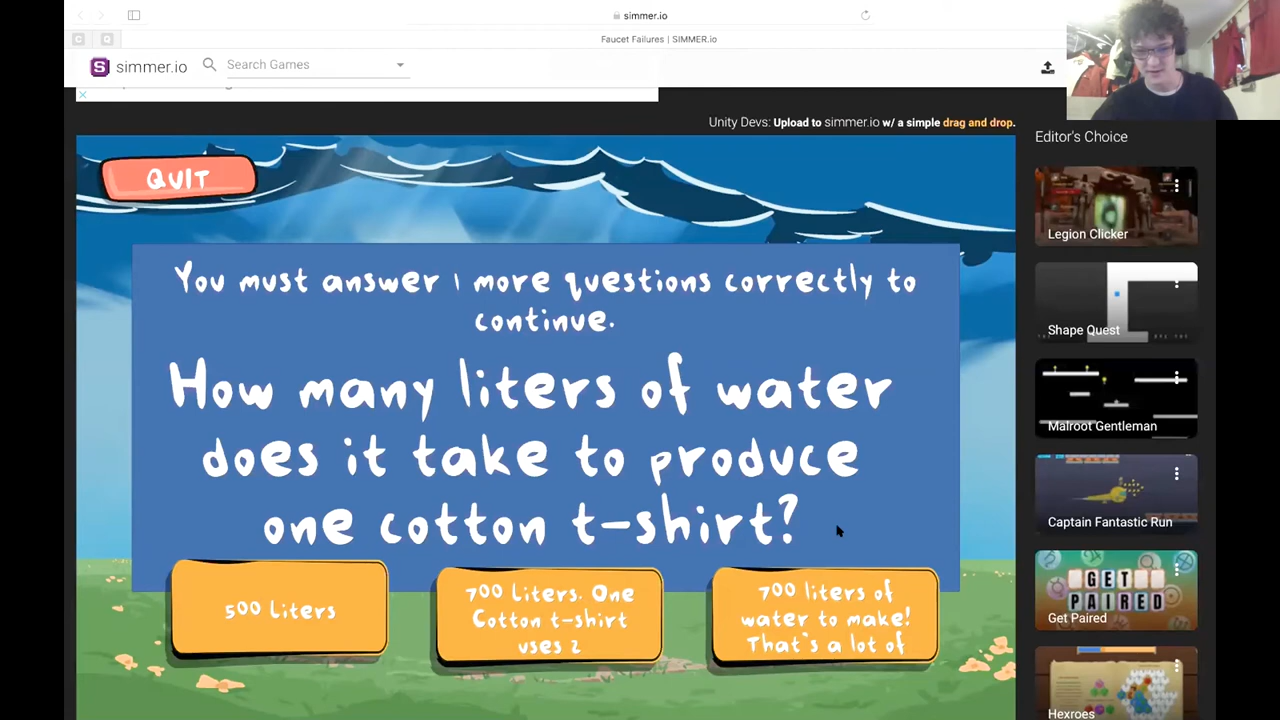 simmer.io
C
Q
Faucet Failures | SIMMER.io
S simmer.io
Search Games
Unity Devs: Upload to simmer.io w/ a simple drag and drop.
QUIT
You must answer 1 more questions correctly to
continue.
How many liters of water
does it take to produce
one cotton t-shirt?
500 Liters
700 Liters. One
Cotton t-shirt
uses 2
700 liters of
water to make!
That's a lot of
Editor's Choice
Legion Clicker
Shape Quest
Malroot Gentleman
Captain Fantastic Run
GET
PAIRED
Get Paired
Hexroes